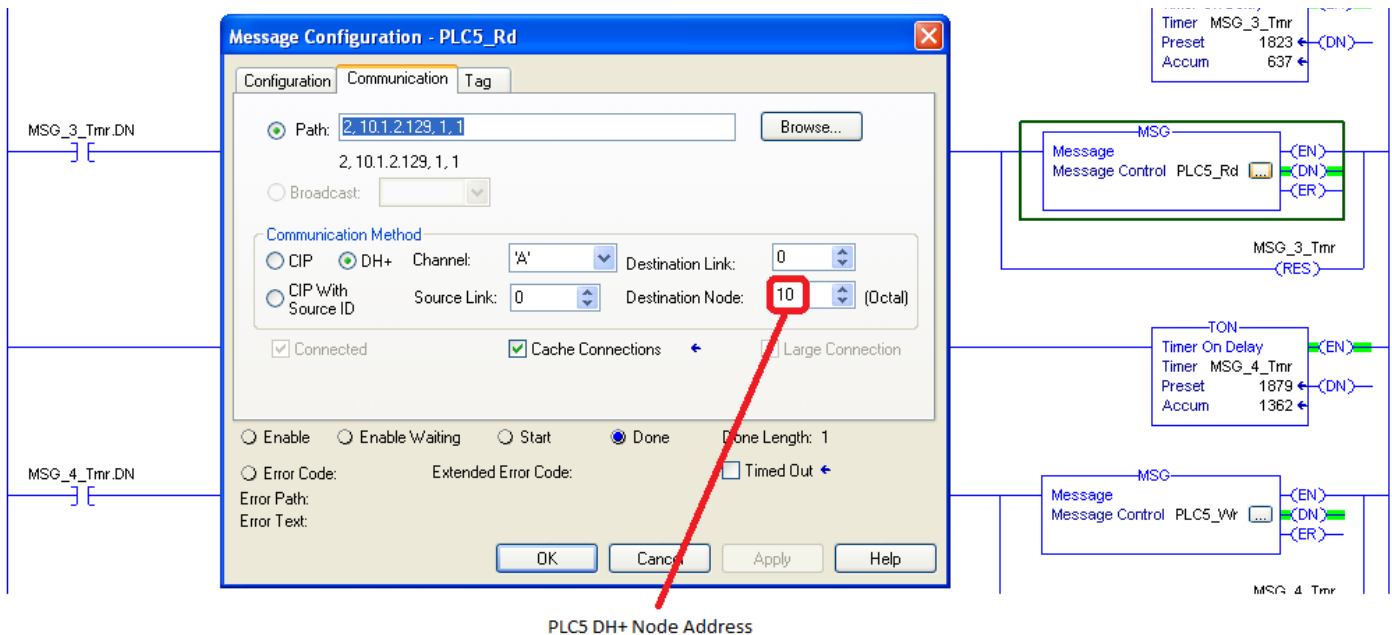 Timer MSG_3_Tmr
Preset 1823 (DN)
Accum 637
Message Configuration - PLC5_Rd
Configuration Communication Tag
MSG_3_Tmr.DN
Path: 2, 10.1.2.129, 1, 1 Browse...
2, 10.1.2.129, 1, 1
Broadcast:
Communication Method
CIP DH+ Channel: 'A' Destination Link: 0
CIP With Source ID Source Link: 0 Destination Node: 10 (Octal)
Connected Cache Connections Large Connection
Enable Enable Waiting Start Done Done Length: 1
Error Code: Extended Error Code: Timed Out
Error Path:
Error Text:
OK Cancel Apply Help
MSG
Message (EN)
Message Control PLC5_Rd ... (DN)
(ER)
MSG_3_Tmr
(RES)
TON
Timer On Delay (EN)
Timer MSG_4_Tmr
Preset 1879 (DN)
Accum 1362
MSG_4_Tmr.DN
MSG
Message (EN)
Message Control PLC5_Wr ... (DN)
(ER)
MSG_4_Tmr
PLC5 DH+ Node Address